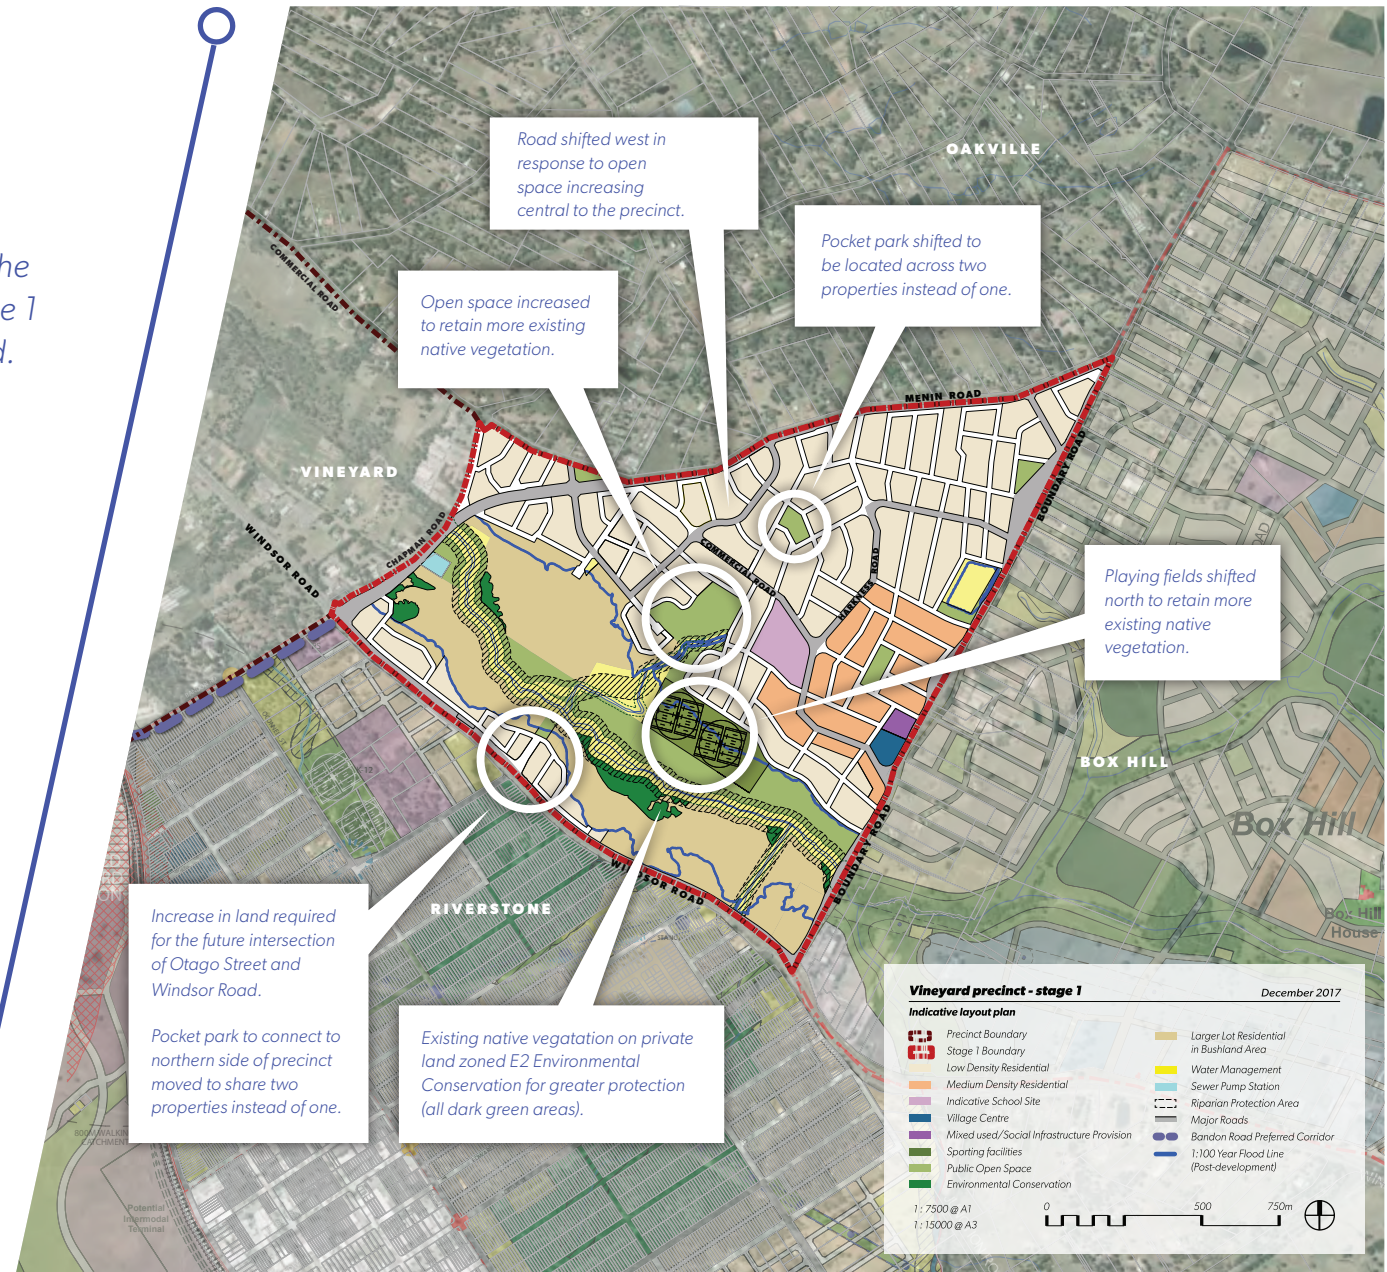 he
e 1
d.
OAKVILLE
Road shifted west in
response to open
space increasing
central to the precinct.
Pocket park shifted to
be located across two
properties instead of one.
COMMERCIAL ROAD
Open space increased
to retain more existing
native vegetation.
MENIN ROAD
VINEYARD
BOUNDARY ROAD
WINDSOR ROAD
CHAPMAN ROAD
COMMERCIAL ROAD
HARKNESS ROAD
ROAD
Playing fields shifted
north to retain more
existing native
vegetation.
BOX HILL
Box Hill
BOUNDARY ROAD
WINDSOR ROAD
RIVERSTONE
Box Hill
House
Increase in land required
for the future intersection
of Otago Street and
Windsor Road.
Pocket park to connect to
northern side of precinct
moved to share two
properties instead of one.
Existing native vegatation on private
land zoned E2 Environmental
Conservation for greater protection
(all dark green areas).
ON
800M WALKIN
CATCHMENT
Potential
Intermodal
Terminal
Vineyard precinct - stage 1
December 2017
Indicative layout plan
Precinct Boundary
Stage 1 Boundary
Low Density Residential
Medium Density Residential
Indicative School Site
Village Centre
Mixed used/Social Infrastructure Provision
Sporting facilities
Public Open Space
Environmental Conservation
Larger Lot Residential
in Bushland Area
Water Management
Sewer Pump Station
Riparian Protection Area
Major Roads
Bandon Road Preferred Corridor
1:100 Year Flood Line
(Post-development)
1 : 7500 @ A1
1 : 15000 @ A3
0 500 750m